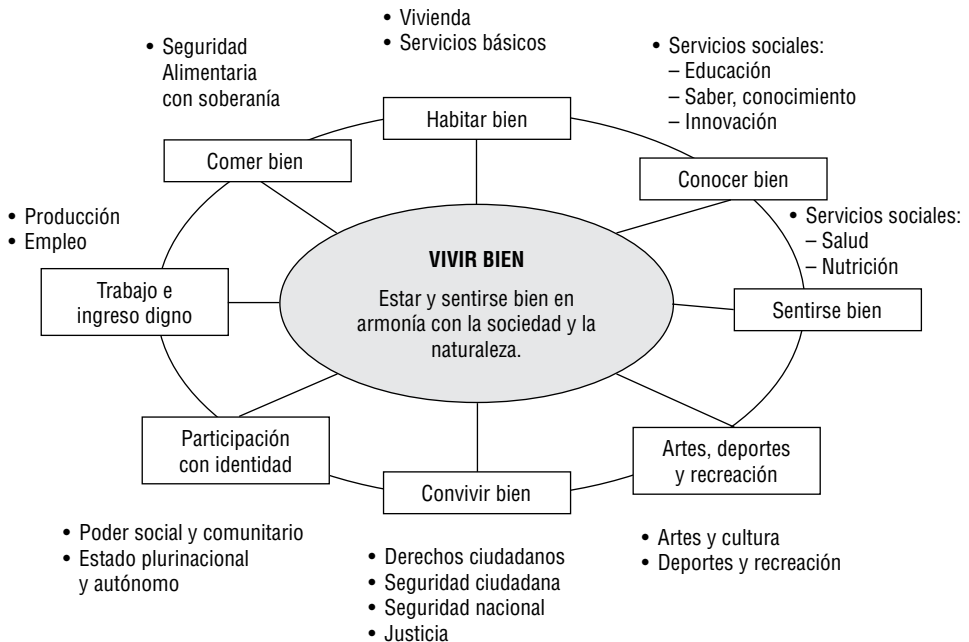 • Vivienda
• Servicios básicos
• Seguridad
Alimentaria
con soberanía
• Servicios sociales:
– Educación
– Saber, conocimiento
– Innovación
Habitar bien
Comer bien
Conocer bien
• Producción
• Empleo
• Servicios sociales:
– Salud
– Nutrición
VIVIR BIEN
Estar y sentirse bien en
armonía con la sociedad y la
naturaleza.
Trabajo e
ingreso digno
Sentirse bien
Participación
con identidad
Convivir bien
Artes, deportes
y recreación
• Poder social y comunitario
• Estado plurinacional
y autónomo
• Derechos ciudadanos
• Seguridad ciudadana
• Seguridad nacional
• Justicia
• Artes y cultura
• Deportes y recreación